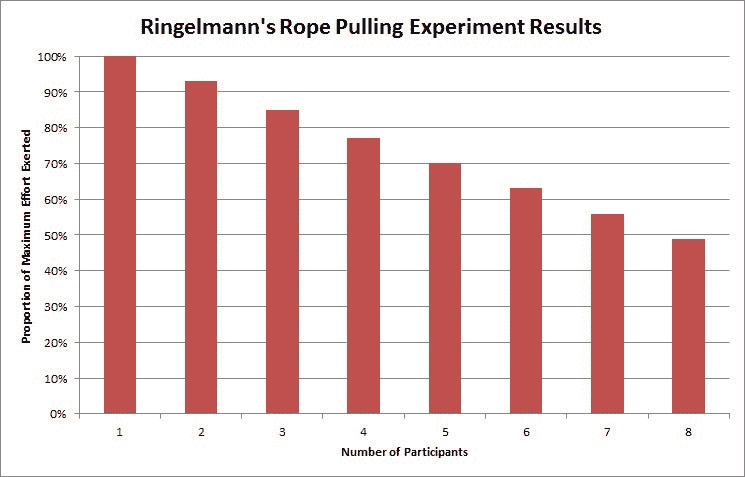 Ringelmann's Rope Pulling Experiment Results
Proportion of Maximum Effort Exerted
100%
90%
80%
70%
60%
50%
40%
30%
20%
10%
0%
1 2 3 4 5 6 7 8
Number of Participants